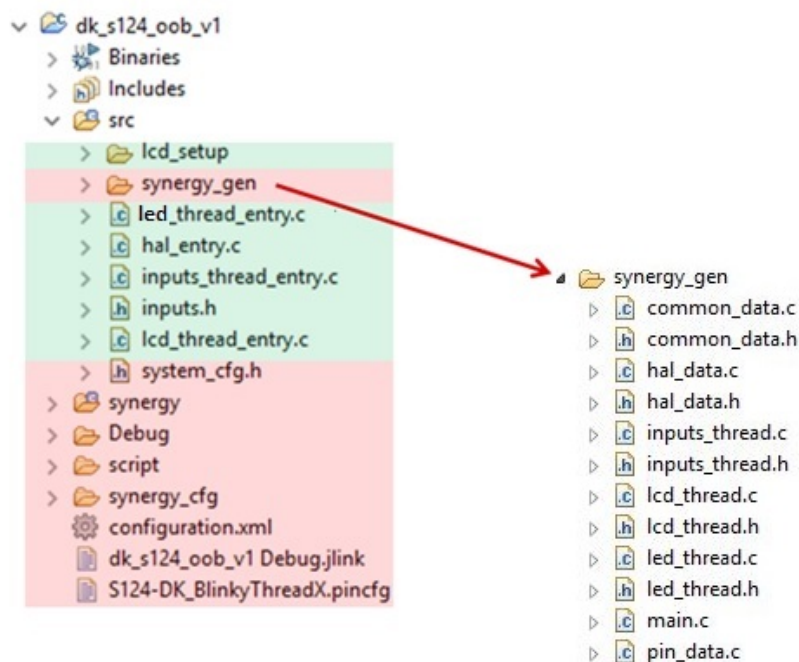 dk_s124_oob_v1
Binaries
Includes
src
lcd_setup
synergy_gen
led_thread_entry.c
hal_entry.c
inputs_thread_entry.c
inputs.h
lcd_thread_entry.c
system_cfg.h
synergy
Debug
script
synergy_cfg
configuration.xml
dk_s124_oob_v1 Debug.jlink
S124-DK_BlinkyThreadX.pincfg
synergy_gen
common_data.c
common_data.h
hal_data.c
hal_data.h
inputs_thread.c
inputs_thread.h
lcd_thread.c
lcd_thread.h
led_thread.c
led_thread.h
main.c
pin_data.c